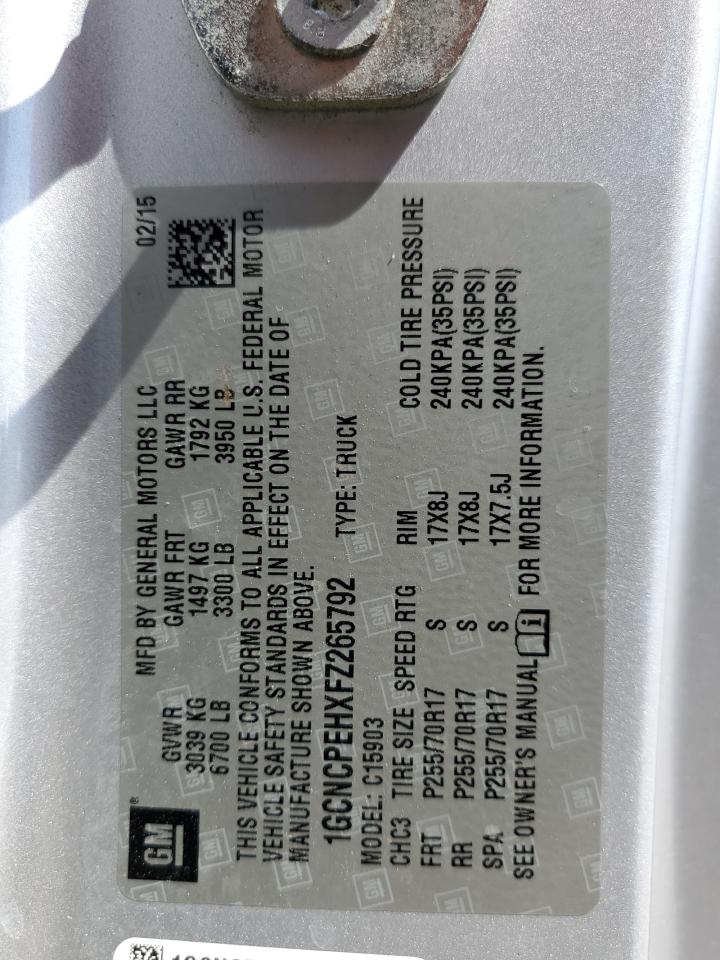 GM®
MFD BY GENERAL MOTORS LLC 02/15
GVWR GAWR FRT GAWR RR
3039 KG 1497 KG 1792 KG
6700 LB 3300 LB 3950 LB
THIS VEHICLE CONFORMS TO ALL APPLICABLE U.S. FEDERAL MOTOR
VEHICLE SAFETY STANDARDS IN EFFECT ON THE DATE OF
MANUFACTURE SHOWN ABOVE.
1GCNCPEHXFZ265792 TYPE: TRUCK
MODEL: C15903
CHC3 TIRE SIZE SPEED RTG RIM COLD TIRE PRESSURE
FRT P255/70R17 S 17X8J 240KPA(35PSI)
RR P255/70R17 S 17X8J 240KPA(35PSI)
SPA P255/70R17 S 17X7.5J 240KPA(35PSI)
SEE OWNER'S MANUAL FOR MORE INFORMATION.